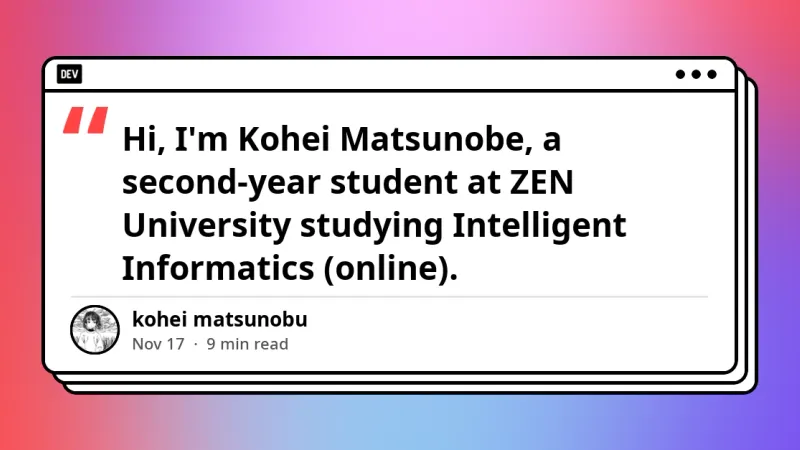 DEV
“
Hi, I'm Kohei Matsunobe, a
second-year student at ZEN
University studying Intelligent
Informatics (online).
kohei matsunobu
Nov 17 · 9 min read